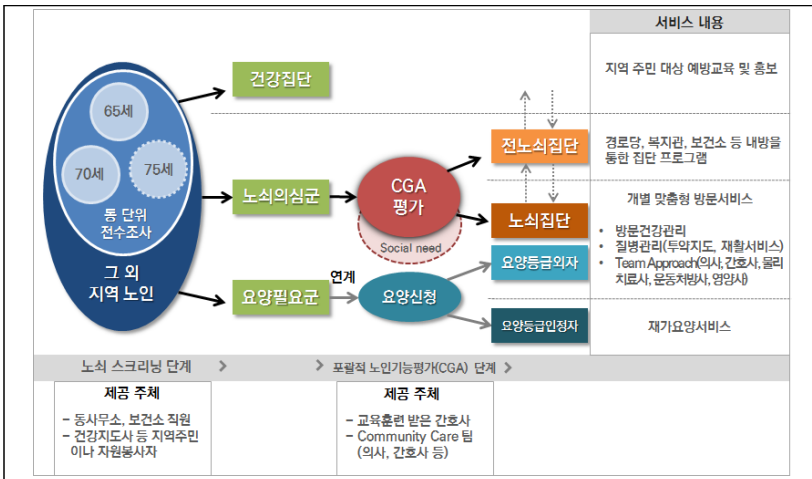 서비스 내용
65세
70세
75세
통 단위
전수조사
그 외
지역 노인
건강집단
노쇠의심군
요양필요군
연계
CGA
평가
Social need
요양신청
전노쇠집단
노쇠집단
요양등급외자
요양등급인정자
지역 주민 대상 예방교육 및 홍보
경로당, 복지관, 보건소 등 내방을
통한 집단 프로그램
개별 맞춤형 방문서비스
• 방문건강관리
• 질병관리(투약지도, 재활서비스)
• Team Approach(의사, 간호사, 물리
치료사, 운동처방사, 영양사)
재가요양서비스
노쇠 스크리닝 단계
포괄적 노인기능평가(CGA) 단계
제공 주체
– 동사무소, 보건소 직원
– 건강지도사 등 지역주민
이나 자원봉사자
제공 주체
– 교육훈련 받은 간호사
– Community Care 팀
(의사, 간호사 등)